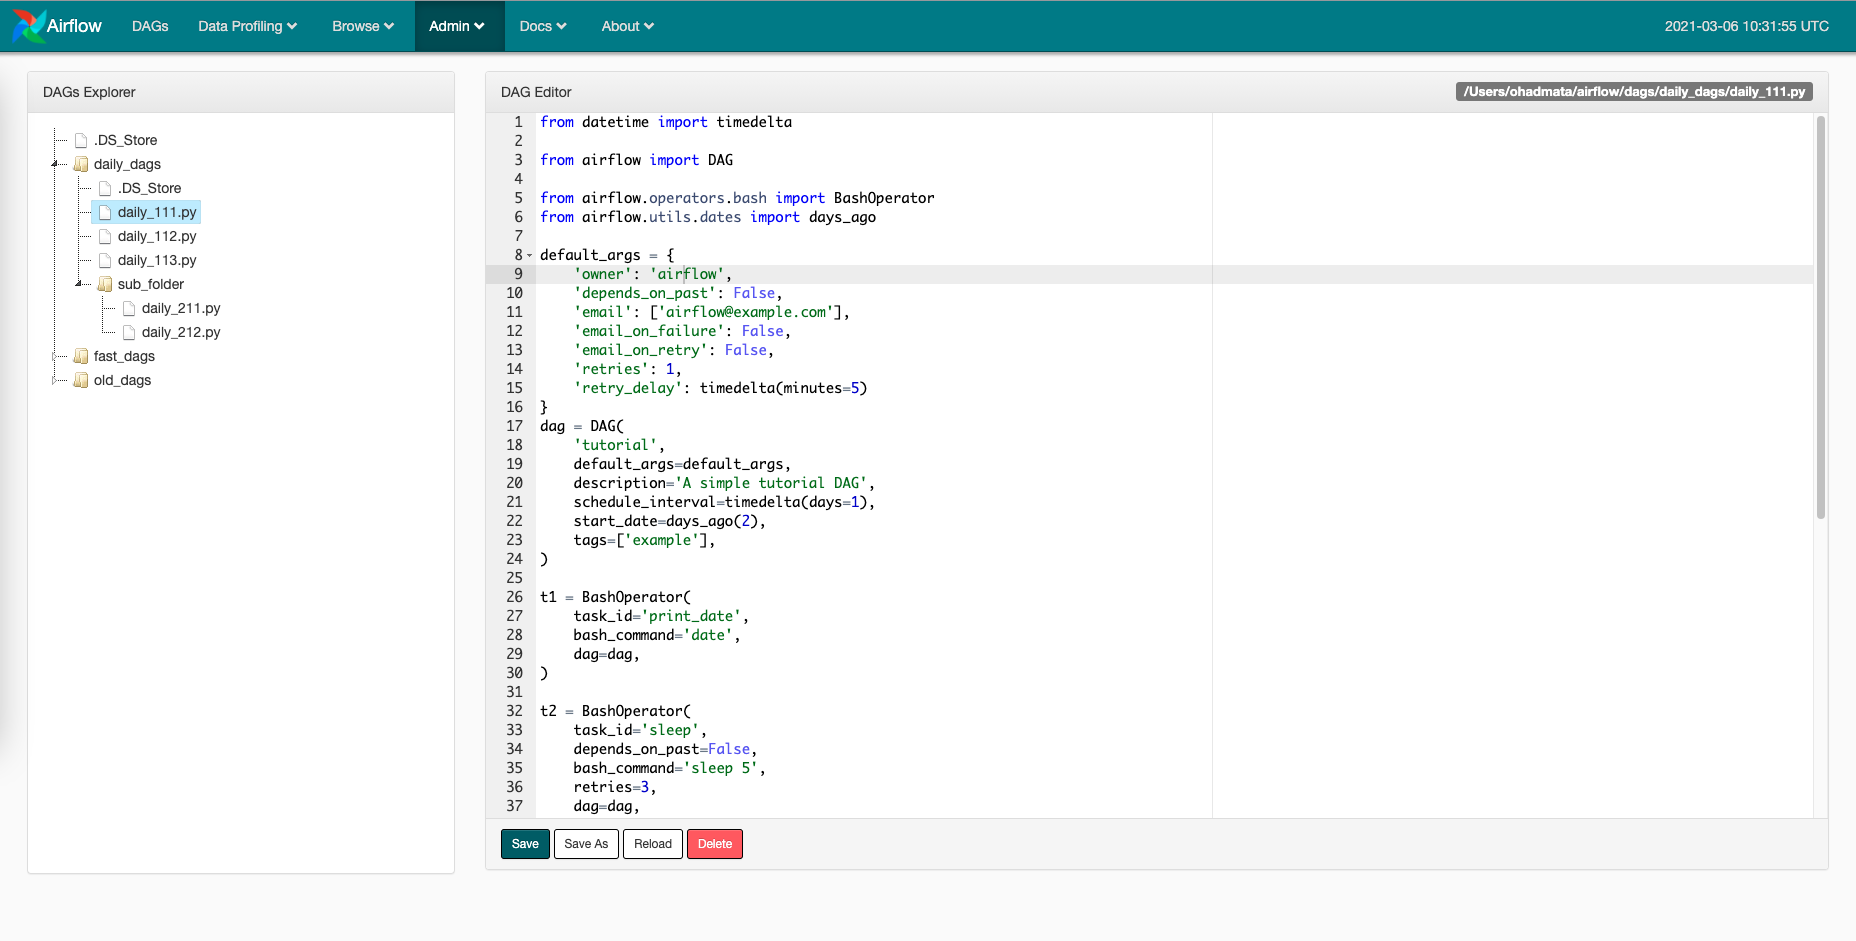 Airflow DAGs Data Profiling Browse Admin Docs About 2021-03-06 10:31:55 UTC
DAGs Explorer
.DS_Store
daily_dags
.DS_Store
daily_111.py
daily_112.py
daily_113.py
sub_folder
daily_211.py
daily_212.py
fast_dags
old_dags
DAG Editor /Users/ohadmata/airflow/dags/daily_dags/daily_111.py
1 from datetime import timedelta
2
3 from airflow import DAG
4
5 from airflow.operators.bash import BashOperator
6 from airflow.utils.dates import days_ago
7
8 default_args = {
9     'owner': 'airflow',
10     'depends_on_past': False,
11     'email': ['airflow@example.com'],
12     'email_on_failure': False,
13     'email_on_retry': False,
14     'retries': 1,
15     'retry_delay': timedelta(minutes=5)
16 }
17 dag = DAG(
18     'tutorial',
19     default_args=default_args,
20     description='A simple tutorial DAG',
21     schedule_interval=timedelta(days=1),
22     start_date=days_ago(2),
23     tags=['example'],
24 )
25
26 t1 = BashOperator(
27     task_id='print_date',
28     bash_command='date',
29     dag=dag,
30 )
31
32 t2 = BashOperator(
33     task_id='sleep',
34     depends_on_past=False,
35     bash_command='sleep 5',
36     retries=3,
37     dag=dag,
Save Save As Reload Delete